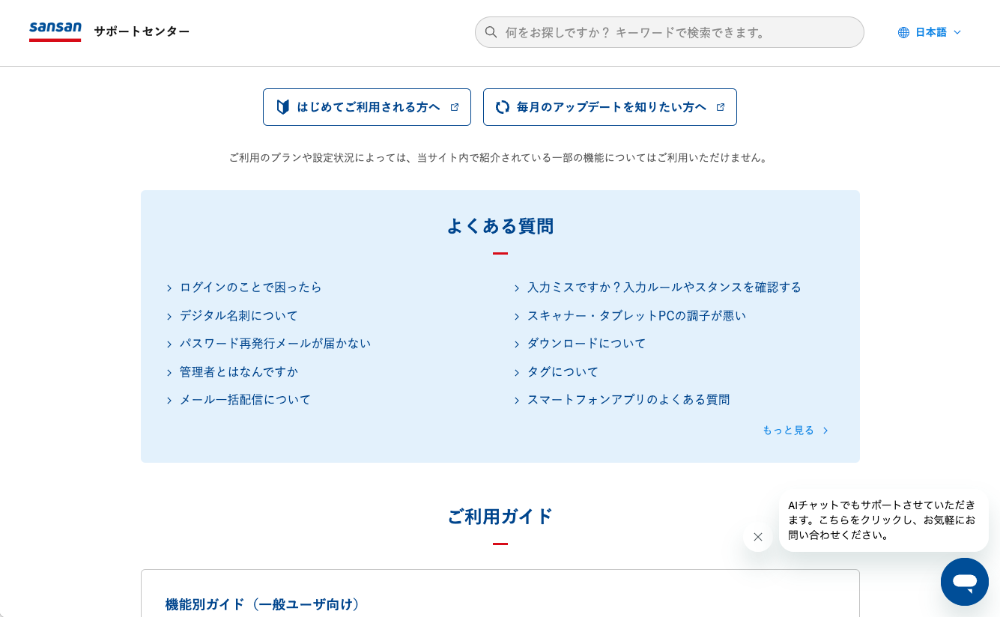 sansan サポートセンター
何をお探しですか？ キーワードで検索できます。
日本語
はじめてご利用される方へ
毎月のアップデートを知りたい方へ
ご利用のプランや設定状況によっては、当サイト内で紹介されている一部の機能についてはご利用いただけません。
よくある質問
ログインのことで困ったら
デジタル名刺について
パスワード再発行メールが届かない
管理者とはなんですか
メール一括配信について
入力ミスですか？入力ルールやスタンスを確認する
スキャナー・タブレットPCの調子が悪い
ダウンロードについて
タグについて
スマートフォンアプリのよくある質問
もっと見る
ご利用ガイド
機能別ガイド（一般ユーザ向け）
AIチャットでもサポートさせていただき
ます。こちらをクリックし、お気軽にお
問い合わせください。